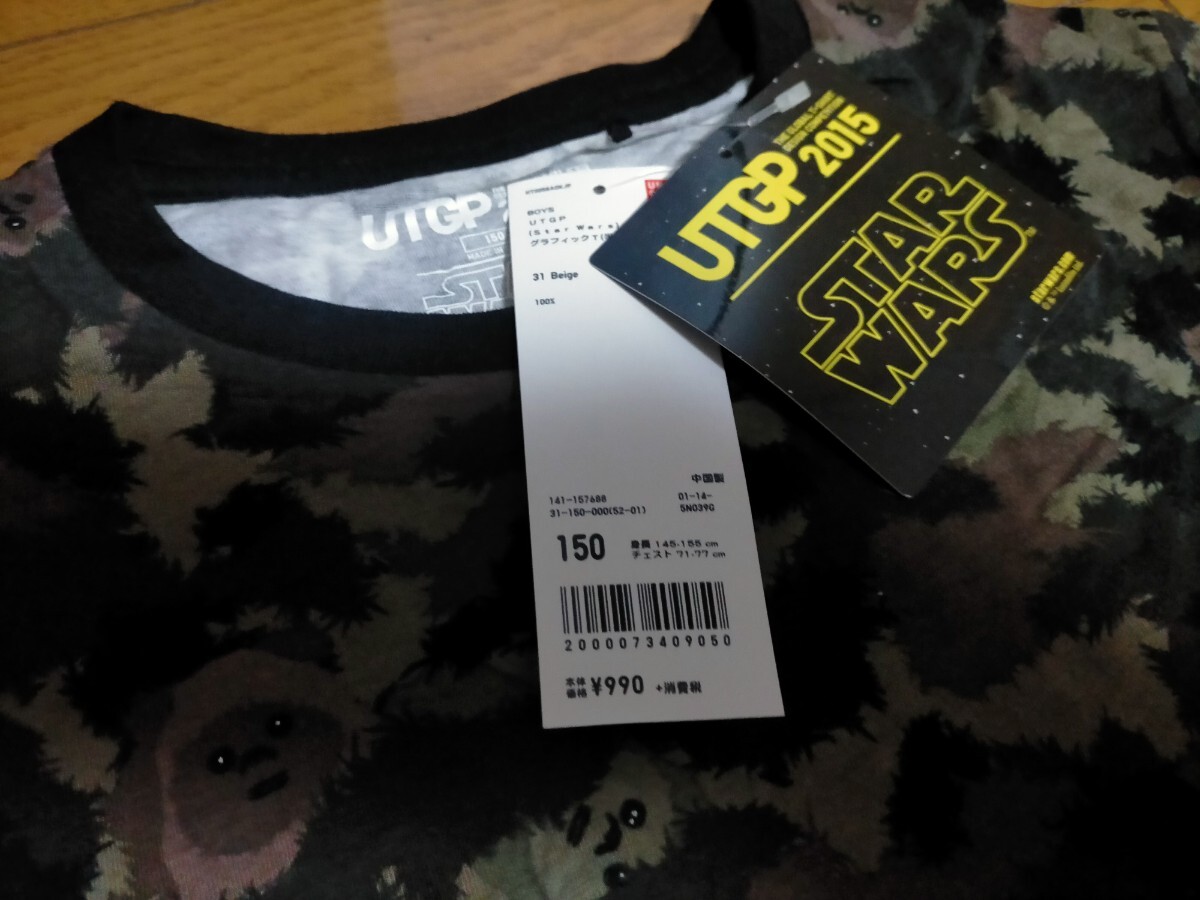 UTGP
150
MADE IN
BOYS
UTGP
(Star Wars)
グラフィックT(
31 Beige
100%
中国製
141-157688 01-14-
31-150-000(52-01) 5N039G
150 身長 145-155 cm
チェスト 71-77 cm
2000073409050
本体
価格 ¥990 +消費税
UTGP 2015
THE GLOBAL T-SHIRT
DESIGN COMPETITION
STAR
WARS